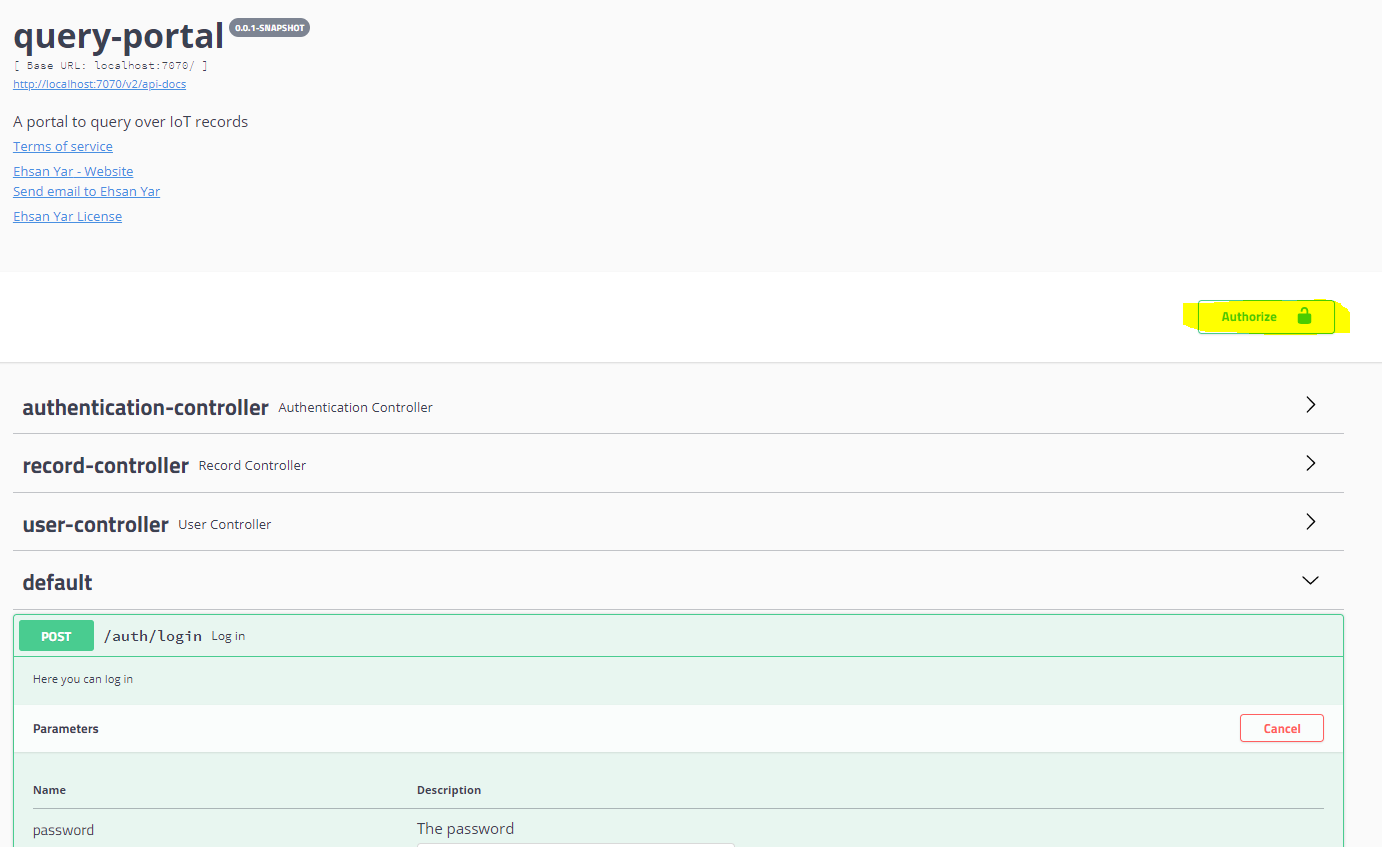 query-portal 0.0.1-SNAPSHOT
[ Base URL: localhost:7070/ ]
http://localhost:7070/v2/api-docs
A portal to query over IoT records
Terms of service
Ehsan Yar - Website
Send email to Ehsan Yar
Ehsan Yar License
Authorize
authentication-controller Authentication Controller
record-controller Record Controller
user-controller User Controller
default
POST /auth/login Log in
Here you can log in
Parameters Cancel
Name Description
password The password